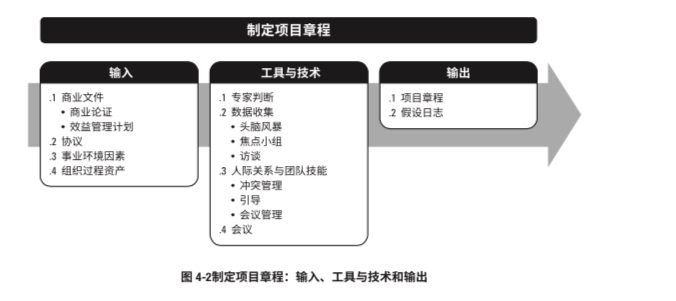 制定项目章程
输入
.1 商业文件
• 商业论证
• 效益管理计划
.2 协议
.3 事业环境因素
.4 组织过程资产
工具与技术
.1 专家判断
.2 数据收集
• 头脑风暴
• 焦点小组
• 访谈
.3 人际关系与团队技能
• 冲突管理
• 引导
• 会议管理
.4 会议
输出
.1 项目章程
.2 假设日志
图 4-2制定项目章程：输入、工具与技术和输出